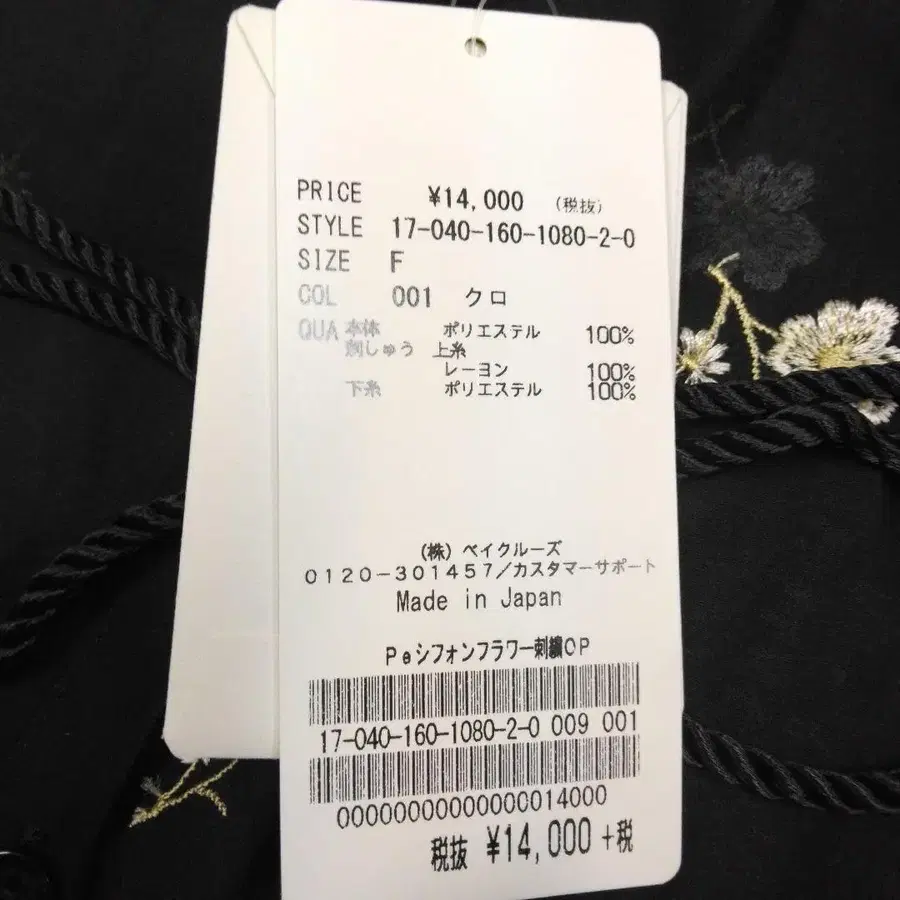 PRICE ¥14,000 (税抜)
STYLE 17-040-160-1080-2-0
SIZE F
COL 001 クロ
QUA 本体 ポリエステル 100%
刺しゅう 上糸
レーヨン 100%
下糸 ポリエステル 100%
(株) ベイクルーズ
0120-301457/カスタマーサポート
Made in Japan
Peシフォンフラワー刺繍OP
17-040-160-1080-2-0 009 001
00000000000000014000
税抜 ¥14,000 +税